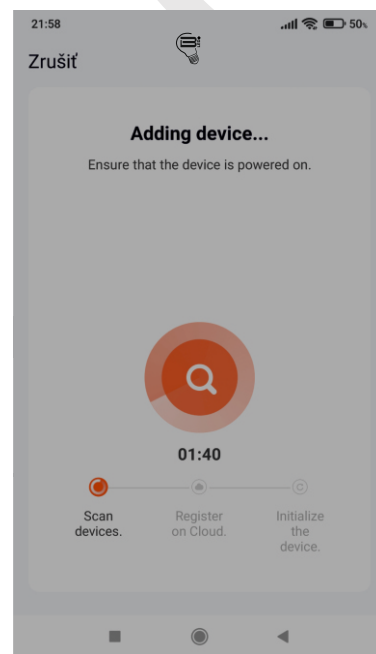 21:58
50%
Zrušiť
Adding device...
Ensure that the device is powered on.
01:40
Scan devices.
Register on Cloud.
Initialize the device.